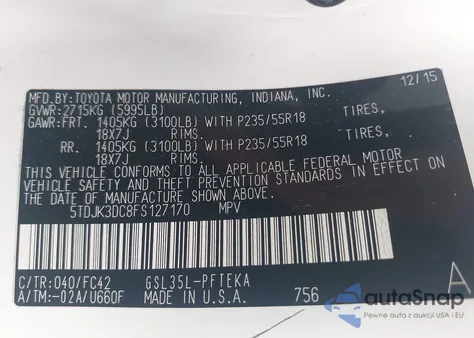 MFD.BY:TOYOTA MOTOR MANUFACTURING, INDIANA, INC. 12/15
GVWR:2715KG (5995LB)
GAWR:FRT. 1405KG (3100LB) WITH P235/55R18 TIRES,
18X7J RIMS.
RR. 1405KG (3100LB) WITH P235/55R18 TIRES,
18X7J RIMS.
THIS VEHICLE CONFORMS TO ALL APPLICABLE FEDERAL MOTOR
VEHICLE SAFETY AND THEFT PREVENTION STANDARDS IN EFFECT ON
THE DATE OF MANUFACTURE SHOWN ABOVE.
5TDJK3DC8FS127170 MPV
C/TR:040/FC42 GSL35L-PFTEKA
A/TM:-02A/U660F MADE IN U.S.A. 756 A
autoSnap
Pewne auta z USA i EU